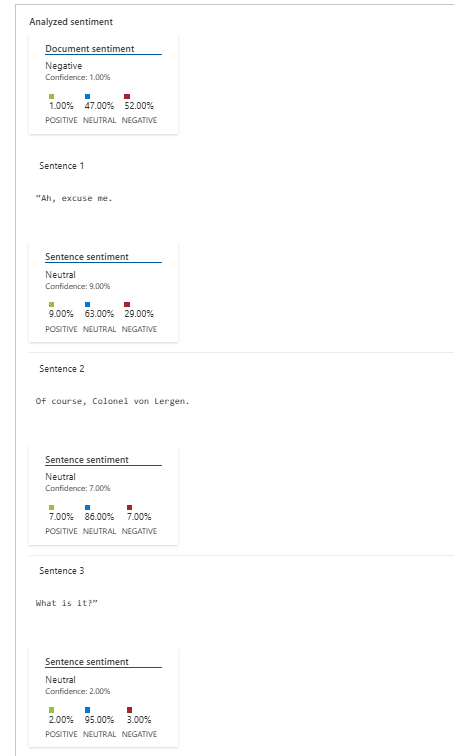 Analyzed sentiment
Document sentiment
Negative
Confidence: 1.00%
1.00% 47.00% 52.00%
POSITIVE NEUTRAL NEGATIVE
Sentence 1
“Ah, excuse me.
Sentence sentiment
Neutral
Confidence: 9.00%
9.00% 63.00% 29.00%
POSITIVE NEUTRAL NEGATIVE
Sentence 2
Of course, Colonel von Lergen.
Sentence sentiment
Neutral
Confidence: 7.00%
7.00% 86.00% 7.00%
POSITIVE NEUTRAL NEGATIVE
Sentence 3
What is it?”
Sentence sentiment
Neutral
Confidence: 2.00%
2.00% 95.00% 3.00%
POSITIVE NEUTRAL NEGATIVE